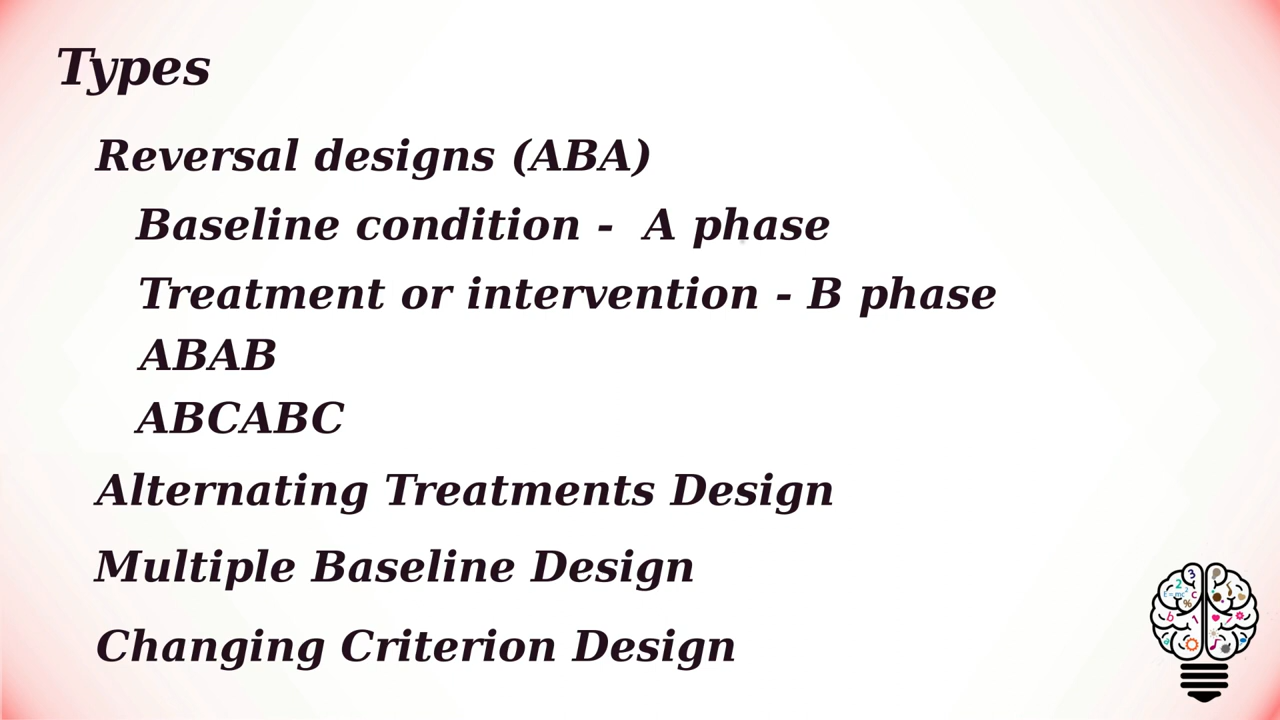 Types
Reversal designs (ABA)
Baseline condition -  A phase
Treatment or intervention - B phase
ABAB
ABCABC
Alternating Treatments Design
Multiple Baseline Design
Changing Criterion Design